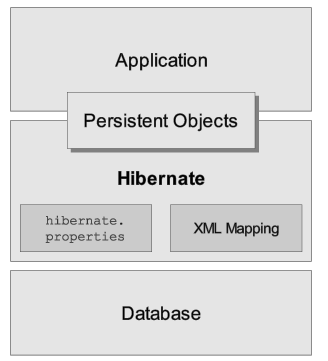 Application
Persistent Objects
Hibernate
hibernate.
properties
XML Mapping
Database